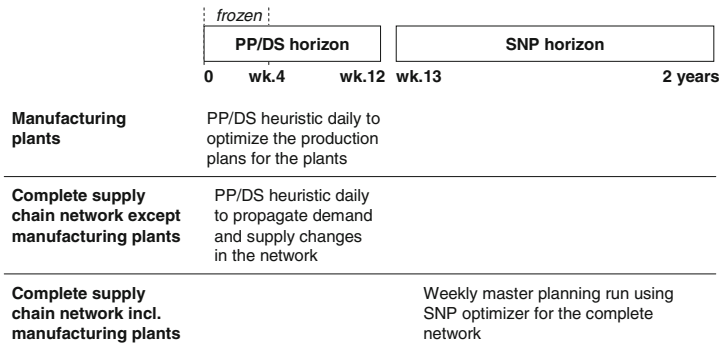 frozen
PP/DS horizon
SNP horizon
0 wk.4 wk.12 wk.13 2 years
Manufacturing
plants
PP/DS heuristic daily to
optimize the production
plans for the plants
Complete supply
chain network except
manufacturing plants
PP/DS heuristic daily
to propagate demand
and supply changes
in the network
Complete supply
chain network incl.
manufacturing plants
Weekly master planning run using
SNP optimizer for the complete
network